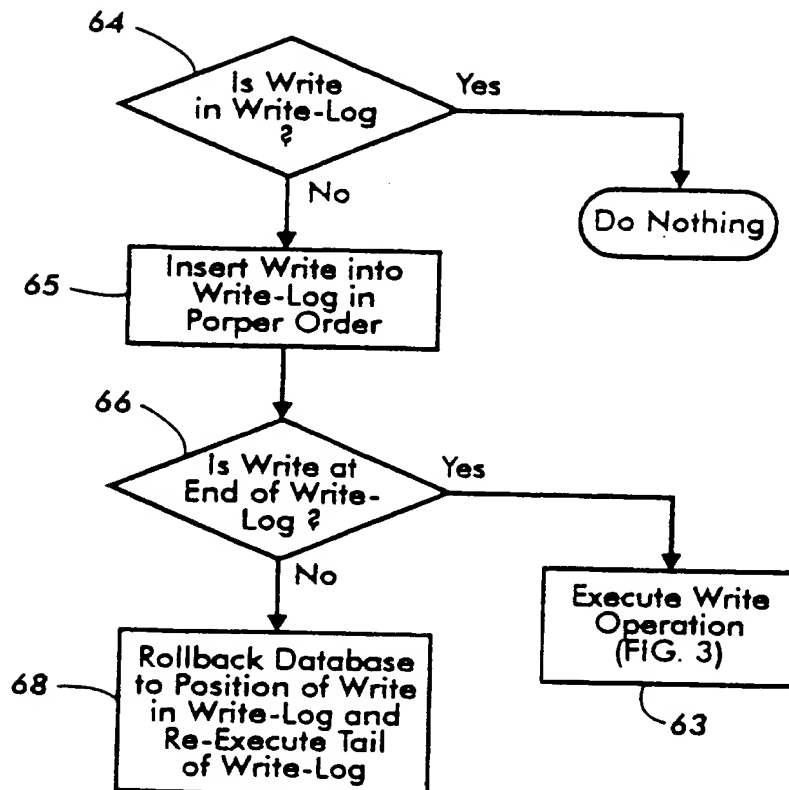 64
Is Write
in Write-Log
?
Yes
No
Do Nothing
65
Insert Write into
Write-Log in
Porper Order
66
Is Write at
End of Write-
Log ?
Yes
No
Execute Write
Operation
(FIG. 3)
63
68
Rollback Database
to Position of Write
in Write-Log and
Re-Execute Tail
of Write-Log